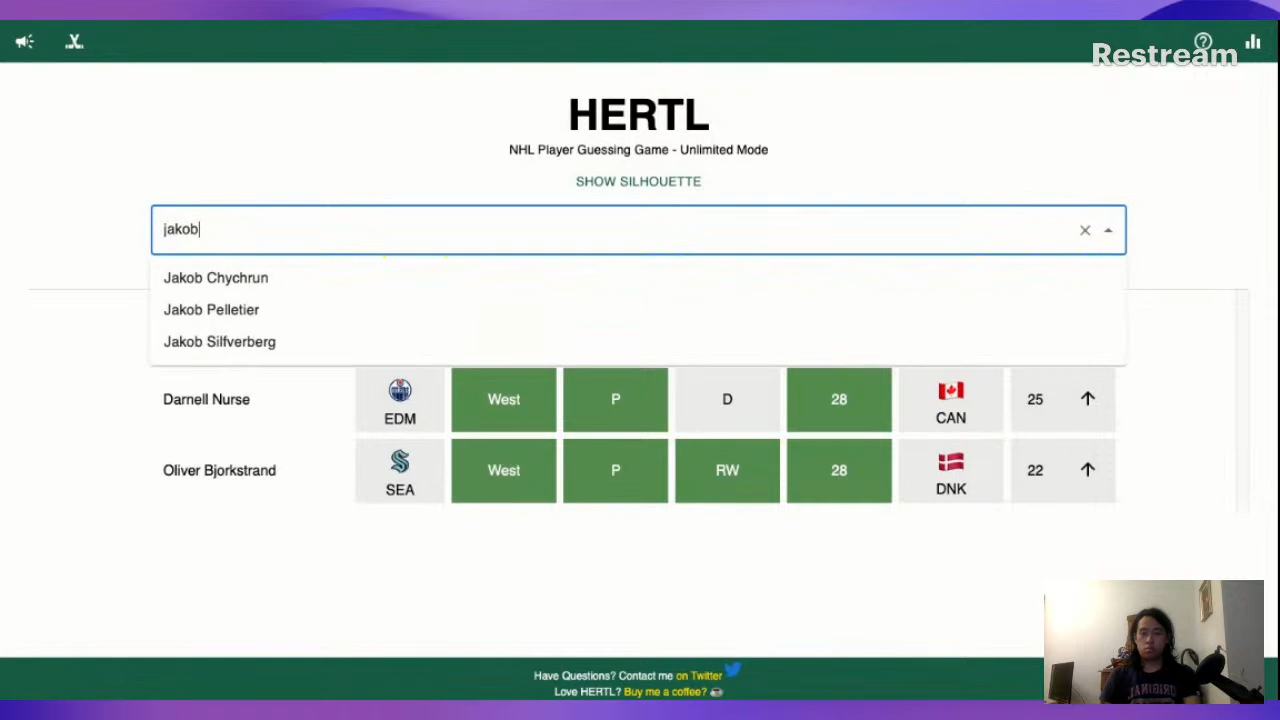 Restream
HERTL
NHL Player Guessing Game - Unlimited Mode
SHOW SILHOUETTE
jakob
Jakob Chychrun
Jakob Pelletier
Jakob Silfverberg
Darnell Nurse EDM West P D 28 CAN 25
Oliver Bjorkstrand SEA West P RW 28 DNK 22
Have Questions? Contact me on Twitter
Love HERTL? Buy me a coffee?
ORIGINAL